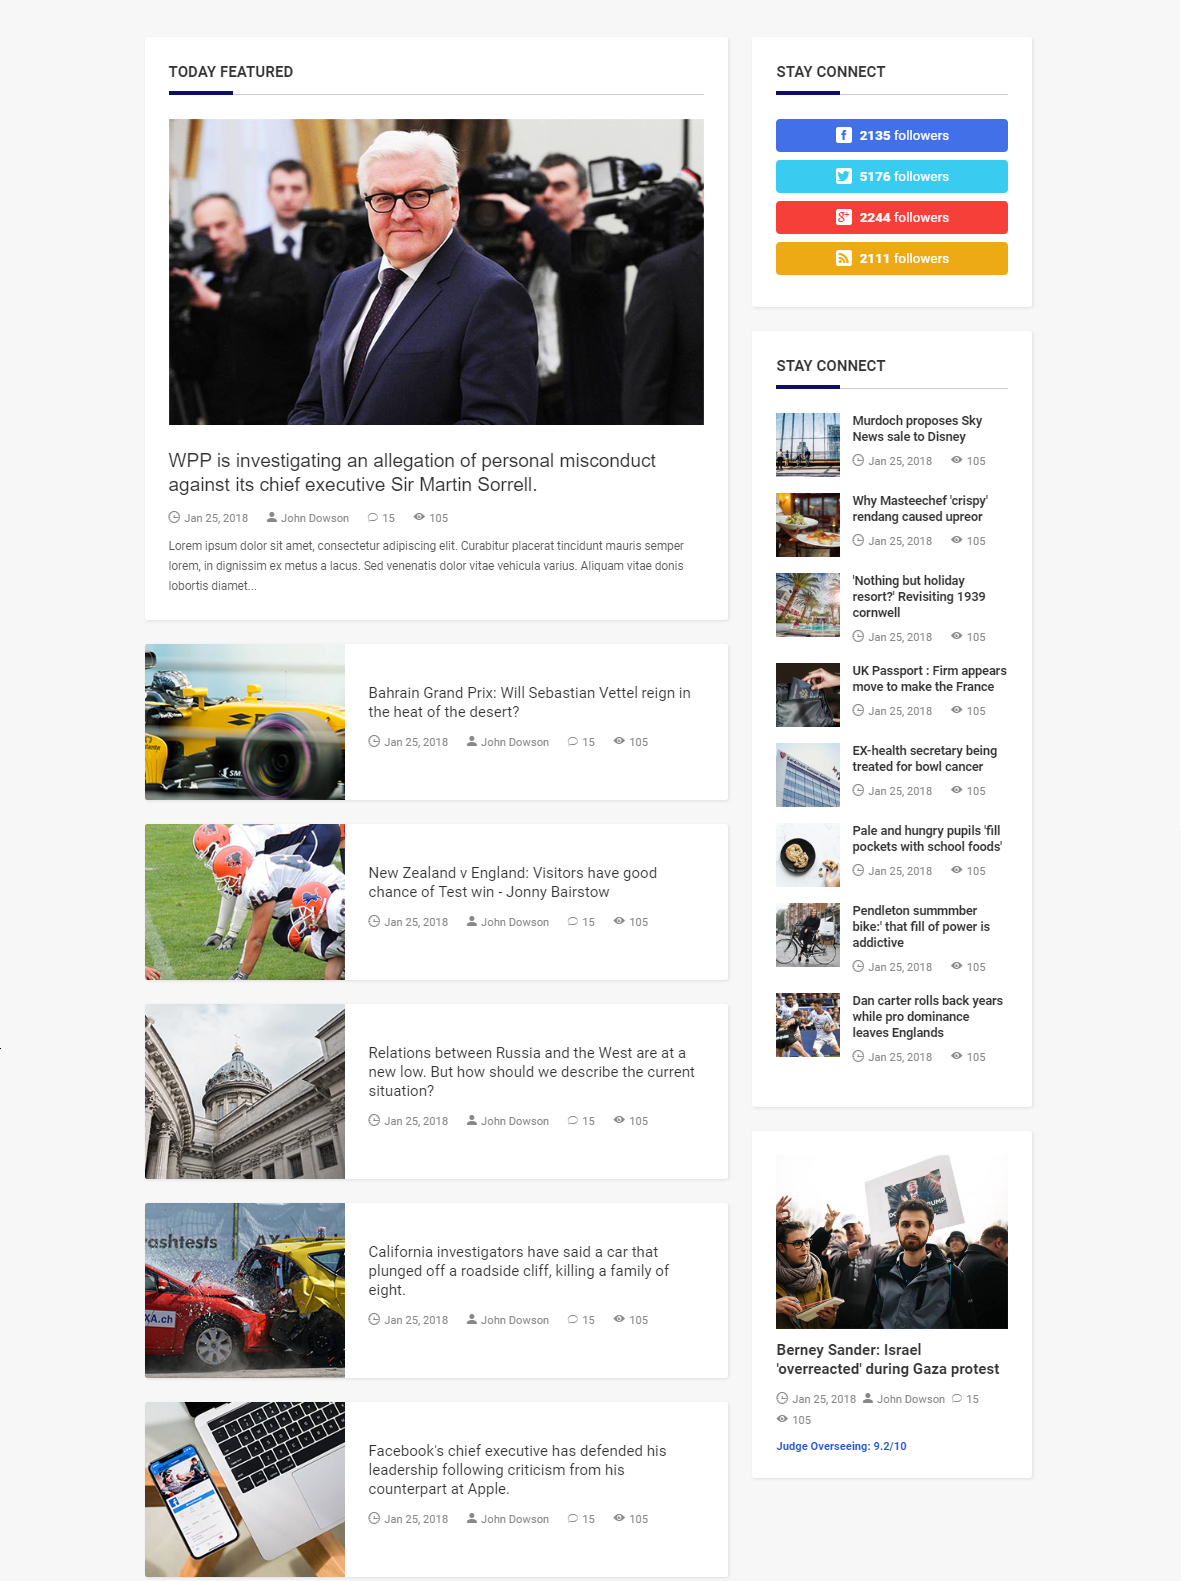 TODAY FEATURED
WPP is investigating an allegation of personal misconduct
against its chief executive Sir Martin Sorrell.
Jan 25, 2018 John Dowson 15 105
Lorem ipsum dolor sit amet, consectetur adipiscing elit. Curabitur placerat tincidunt mauris semper
lorem, in dignissim ex metus a lacus. Sed venenatis dolor vitae vehicula varius. Aliquam vitae donis
lobortis diamet...
Bahrain Grand Prix: Will Sebastian Vettel reign in
the heat of the desert?
Jan 25, 2018 John Dowson 15 105
New Zealand v England: Visitors have good
chance of Test win - Jonny Bairstow
Jan 25, 2018 John Dowson 15 105
66
Relations between Russia and the West are at a
new low. But how should we describe the current
situation?
Jan 25, 2018 John Dowson 15 105
ashtests
AXA
XA.ch
California investigators have said a car that
plunged off a roadside cliff, killing a family of
eight.
Jan 25, 2018 John Dowson 15 105
Facebook's chief executive has defended his
leadership following criticism from his
counterpart at Apple.
Jan 25, 2018 John Dowson 15 105
STAY CONNECT
2135 followers
5176 followers
2244 followers
2111 followers
STAY CONNECT
Murdoch proposes Sky
News sale to Disney
Jan 25, 2018 105
Why Masteechef 'crispy'
rendang caused upreor
Jan 25, 2018 105
'Nothing but holiday
resort?' Revisiting 1939
cornwell
Jan 25, 2018 105
UK Passport : Firm appears
move to make the France
Jan 25, 2018 105
EX-health secretary being
treated for bowl cancer
Jan 25, 2018 105
Pale and hungry pupils 'fill
pockets with school foods'
Jan 25, 2018 105
Pendleton summmber
bike:' that fill of power is
addictive
Jan 25, 2018 105
Dan carter rolls back years
while pro dominance
leaves Englands
Jan 25, 2018 105
Berney Sander: Israel
'overreacted' during Gaza protest
Jan 25, 2018 John Dowson 15
105
Judge Overseeing: 9.2/10